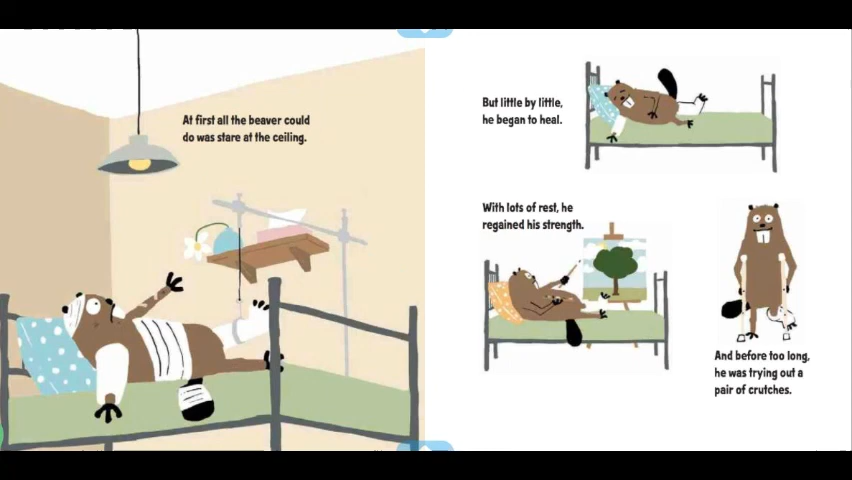 At first all the beaver could
do was stare at the ceiling.
But little by little,
he began to heal.
With lots of rest, he
regained his strength.
And before too long,
he was trying out a
pair of crutches.